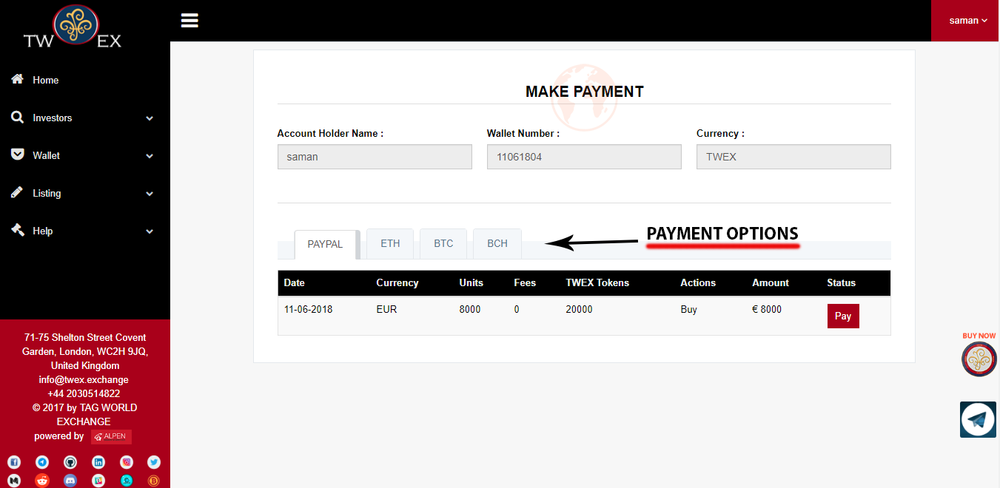 TW EX
saman
Home
Investors
Wallet
Listing
Help
71-75 Shelton Street Covent
Garden, London, WC2H 9JQ,
United Kingdom
info@twex.exchange
+44 2030514822
© 2017 by TAG WORLD
EXCHANGE
powered by ALPEN
MAKE PAYMENT
Account Holder Name : Wallet Number : Currency :
saman 11061804 TWEX
PAYPAL ETH BTC BCH PAYMENT OPTIONS
Date Currency Units Fees TWEX Tokens Actions Amount Status
11-06-2018 EUR 8000 0 20000 Buy € 8000 Pay
BUY NOW